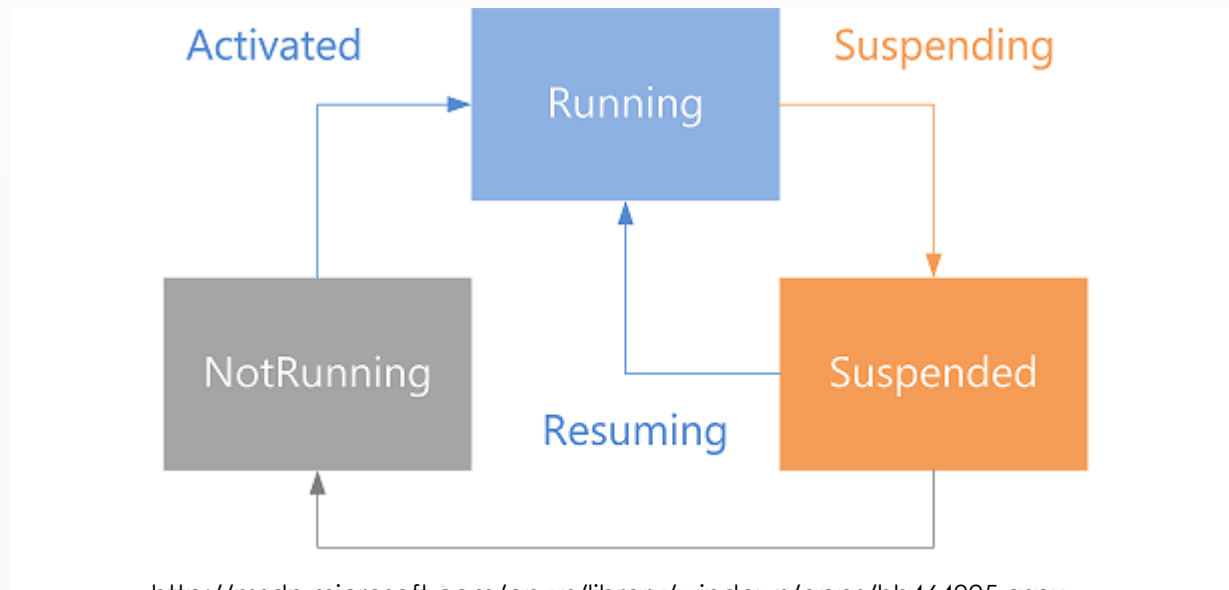 Activated
Suspending
Running
NotRunning
Suspended
Resuming